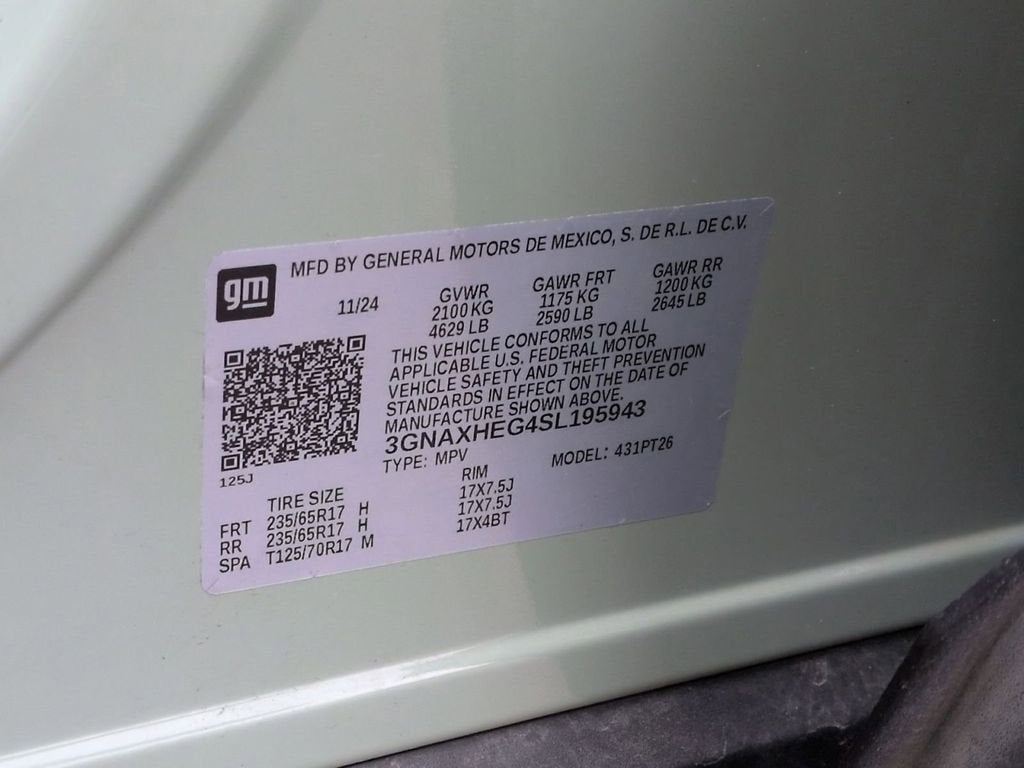 gm
MFD BY GENERAL MOTORS DE MEXICO, S. DE R.L. DE C.V.
11/24
GVWR GAWR FRT GAWR RR
2100 KG 1175 KG 1200 KG
4629 LB 2590 LB 2645 LB
THIS VEHICLE CONFORMS TO ALL
APPLICABLE U.S. FEDERAL MOTOR
VEHICLE SAFETY AND THEFT PREVENTION
STANDARDS IN EFFECT ON THE DATE OF
MANUFACTURE SHOWN ABOVE.
3GNAXHEG4SL195943
TYPE: MPV MODEL: 431PT26
125J
TIRE SIZE RIM
FRT 235/65R17 H 17X7.5J
RR 235/65R17 H 17X7.5J
SPA T125/70R17 M 17X4BT